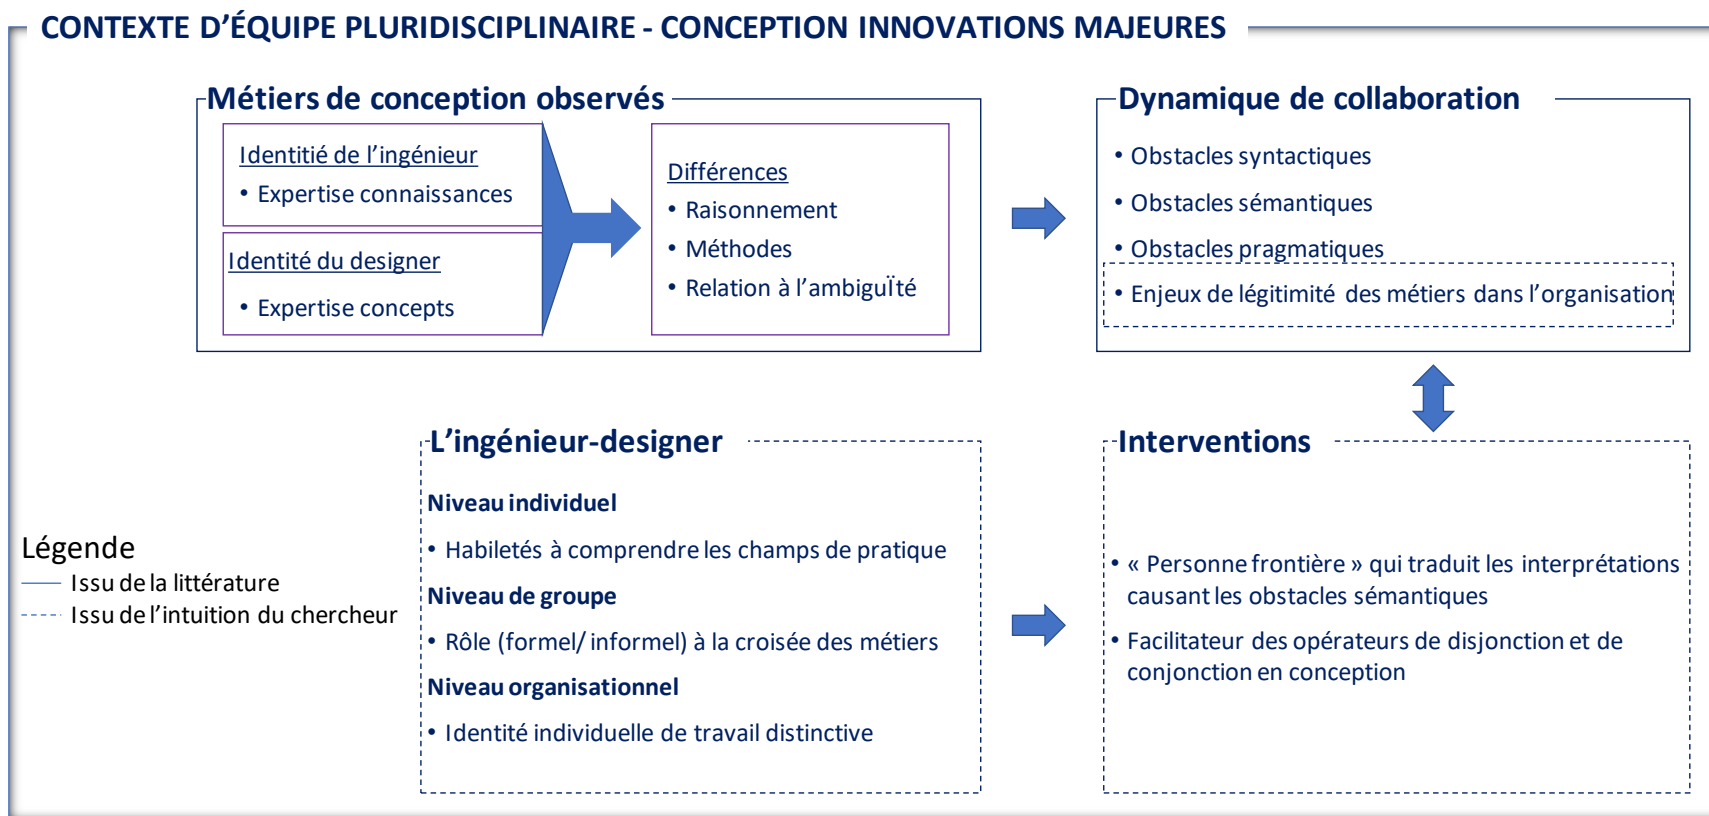 CONTEXTE D’ÉQUIPE PLURIDISCIPLINAIRE - CONCEPTION INNOVATIONS MAJEURES
Métiers de conception observés
Identitié de l’ingénieur
• Expertise connaissances
Identité du designer
• Expertise concepts
Différences
• Raisonnement
• Méthodes
• Relation à l’ambiguÏté
Dynamique de collaboration
• Obstacles syntactiques
• Obstacles sémantiques
• Obstacles pragmatiques
• Enjeux de légitimité des métiers dans l’organisation
L’ingénieur-designer
Niveau individuel
• Habiletés à comprendre les champs de pratique
Niveau de groupe
• Rôle (formel/ informel) à la croisée des métiers
Niveau organisationnel
• Identité individuelle de travail distinctive
Interventions
• « Personne frontière » qui traduit les interprétations
causant les obstacles sémantiques
• Facilitateur des opérateurs de disjonction et de
conjonction en conception
Légende
Issu de la littérature
Issu de l’intuition du chercheur